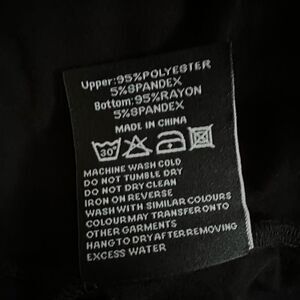 Upper:95%POLYESTER
5%SPANDEX
Bottom:95%RAYON
5%SPANDEX
MADE IN CHINA
30°
MACHINE WASH COLD
DO NOT TUMBLE DRY
DO NOT DRY CLEAN
IRON ON REVERSE
WASH WITH SIMILAR COLOURS
COLOUR MAY TRANSFER ONTO
OTHER GARMENTS
HANG TO DRY AFTER REMOVING
EXCESS WATER